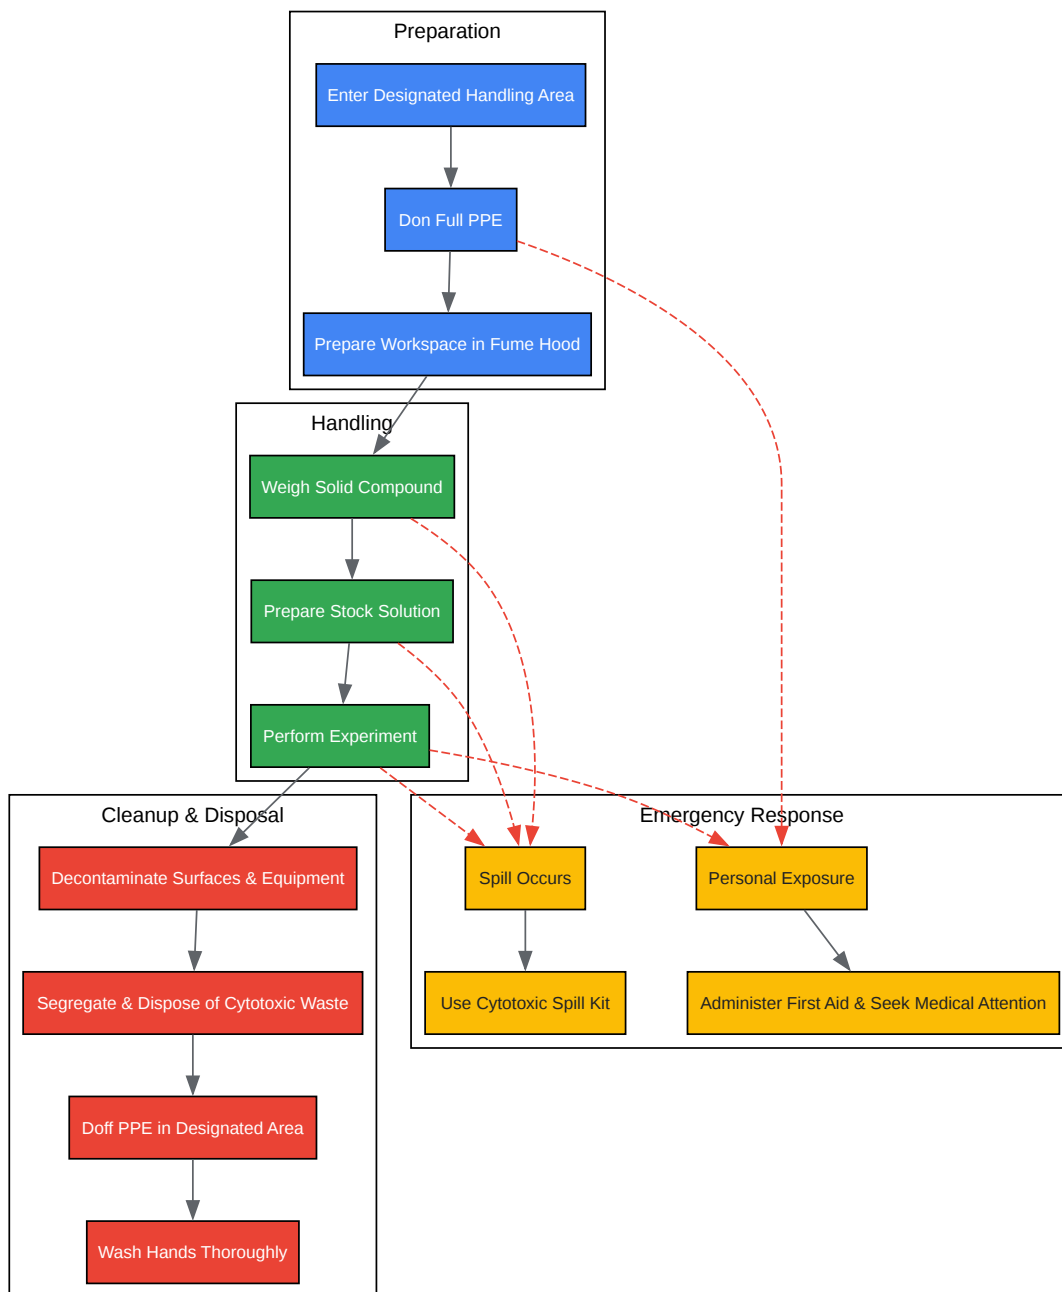 Preparation
Enter Designated Handling Area
Don Full PPE
Prepare Workspace in Fume Hood
Handling
Weigh Solid Compound
Prepare Stock Solution
Perform Experiment
Cleanup & Disposal
Decontaminate Surfaces & Equipment
Segregate & Dispose of Cytotoxic Waste
Doff PPE in Designated Area
Wash Hands Thoroughly
Emergency Response
Spill Occurs
Personal Exposure
Use Cytotoxic Spill Kit
Administer First Aid & Seek Medical Attention